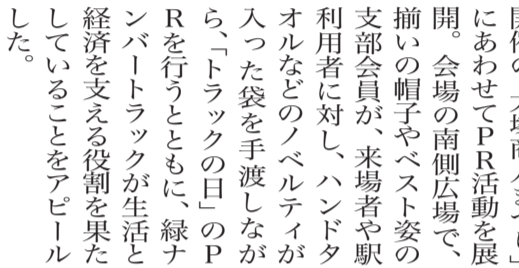 にあわせてPR活動を展
開。会場の南側広場で、
揃いの帽子やベスト姿の
支部会員が、来場者や駅
利用者に対し、ハンドタ
オルなどのノベルティが
入った袋を手渡しなが
ら、「トラックの日」のP
Rを行うとともに、緑ナ
ンバートラックが生活と
経済を支える役割を果た
していることをアピール
した。